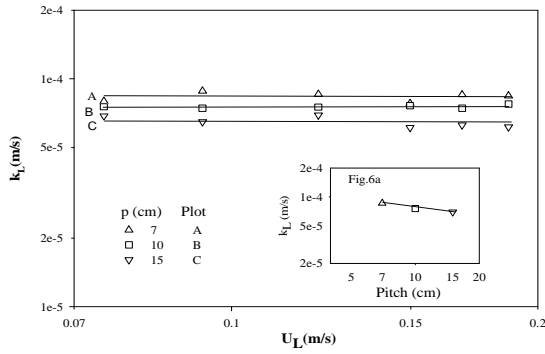 2e-4
1e-4
5e-5
2e-5
1e-5
k_L(m/s)
A
B
C
p (cm) Plot
7 A
10 B
15 C
Fig.6a
2e-4
1e-4
5e-5
2e-5
k_L (m/s)
5 7 10 15 20
Pitch (cm)
0.07 0.1 0.15 0.2
U_L(m/s)